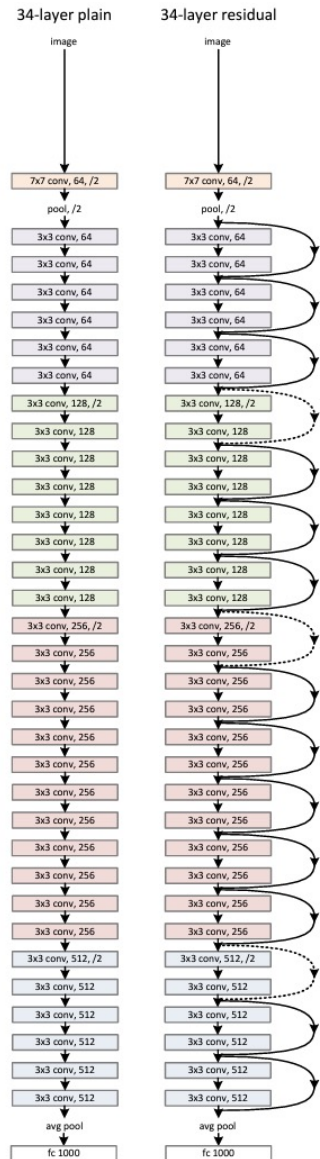 34-layer plain
image
7x7 conv, 64, /2
pool, /2
3x3 conv, 64
3x3 conv, 64
3x3 conv, 64
3x3 conv, 64
3x3 conv, 64
3x3 conv, 64
3x3 conv, 128, /2
3x3 conv, 128
3x3 conv, 128
3x3 conv, 128
3x3 conv, 128
3x3 conv, 128
3x3 conv, 128
3x3 conv, 128
3x3 conv, 256, /2
3x3 conv, 256
3x3 conv, 256
3x3 conv, 256
3x3 conv, 256
3x3 conv, 256
3x3 conv, 256
3x3 conv, 256
3x3 conv, 256
3x3 conv, 256
3x3 conv, 256
3x3 conv, 256
3x3 conv, 512, /2
3x3 conv, 512
3x3 conv, 512
3x3 conv, 512
3x3 conv, 512
3x3 conv, 512
avg pool
fc 1000
34-layer residual
image
7x7 conv, 64, /2
pool, /2
3x3 conv, 64
3x3 conv, 64
3x3 conv, 64
3x3 conv, 64
3x3 conv, 64
3x3 conv, 64
3x3 conv, 128, /2
3x3 conv, 128
3x3 conv, 128
3x3 conv, 128
3x3 conv, 128
3x3 conv, 128
3x3 conv, 128
3x3 conv, 128
3x3 conv, 256, /2
3x3 conv, 256
3x3 conv, 256
3x3 conv, 256
3x3 conv, 256
3x3 conv, 256
3x3 conv, 256
3x3 conv, 256
3x3 conv, 256
3x3 conv, 256
3x3 conv, 256
3x3 conv, 256
3x3 conv, 512, /2
3x3 conv, 512
3x3 conv, 512
3x3 conv, 512
3x3 conv, 512
3x3 conv, 512
avg pool
fc 1000